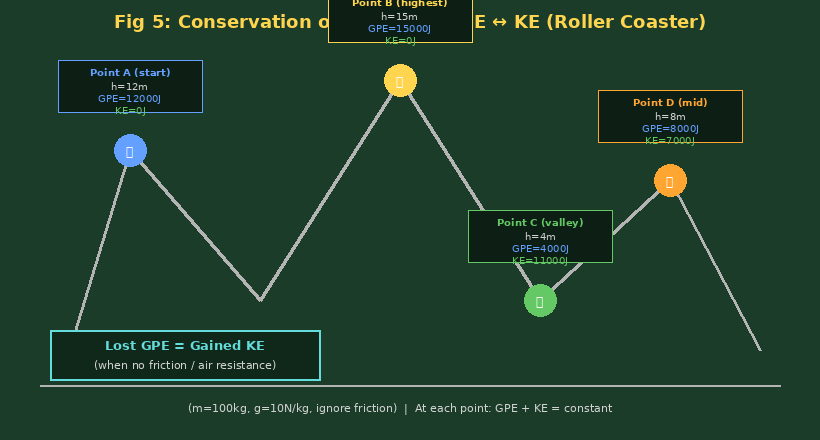 Fig 5: Conservation o E ↔ KE (Roller Coaster)
Point B (highest)
h=15m
GPE=15000J
KE=0J
Point A (start)
h=12m
GPE=12000J
KE=0J
Point D (mid)
h=8m
GPE=8000J
KE=7000J
Point C (valley)
h=4m
GPE=4000J
KE=11000J
Lost GPE = Gained KE
(when no friction / air resistance)
(m=100kg, g=10N/kg, ignore friction) | At each point: GPE + KE = constant